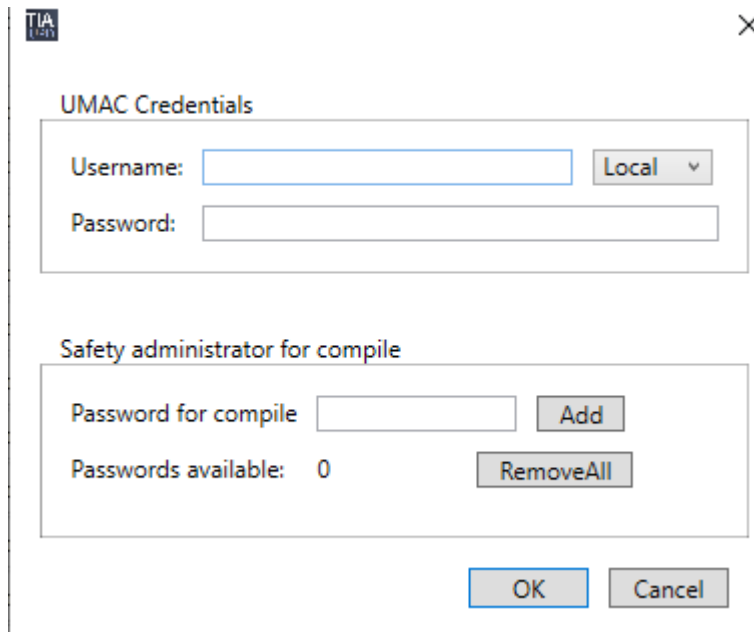 TIA
UMAC Credentials
Username: Local
Password:
Safety administrator for compile
Password for compile Add
Passwords available: 0 RemoveAll
OK Cancel